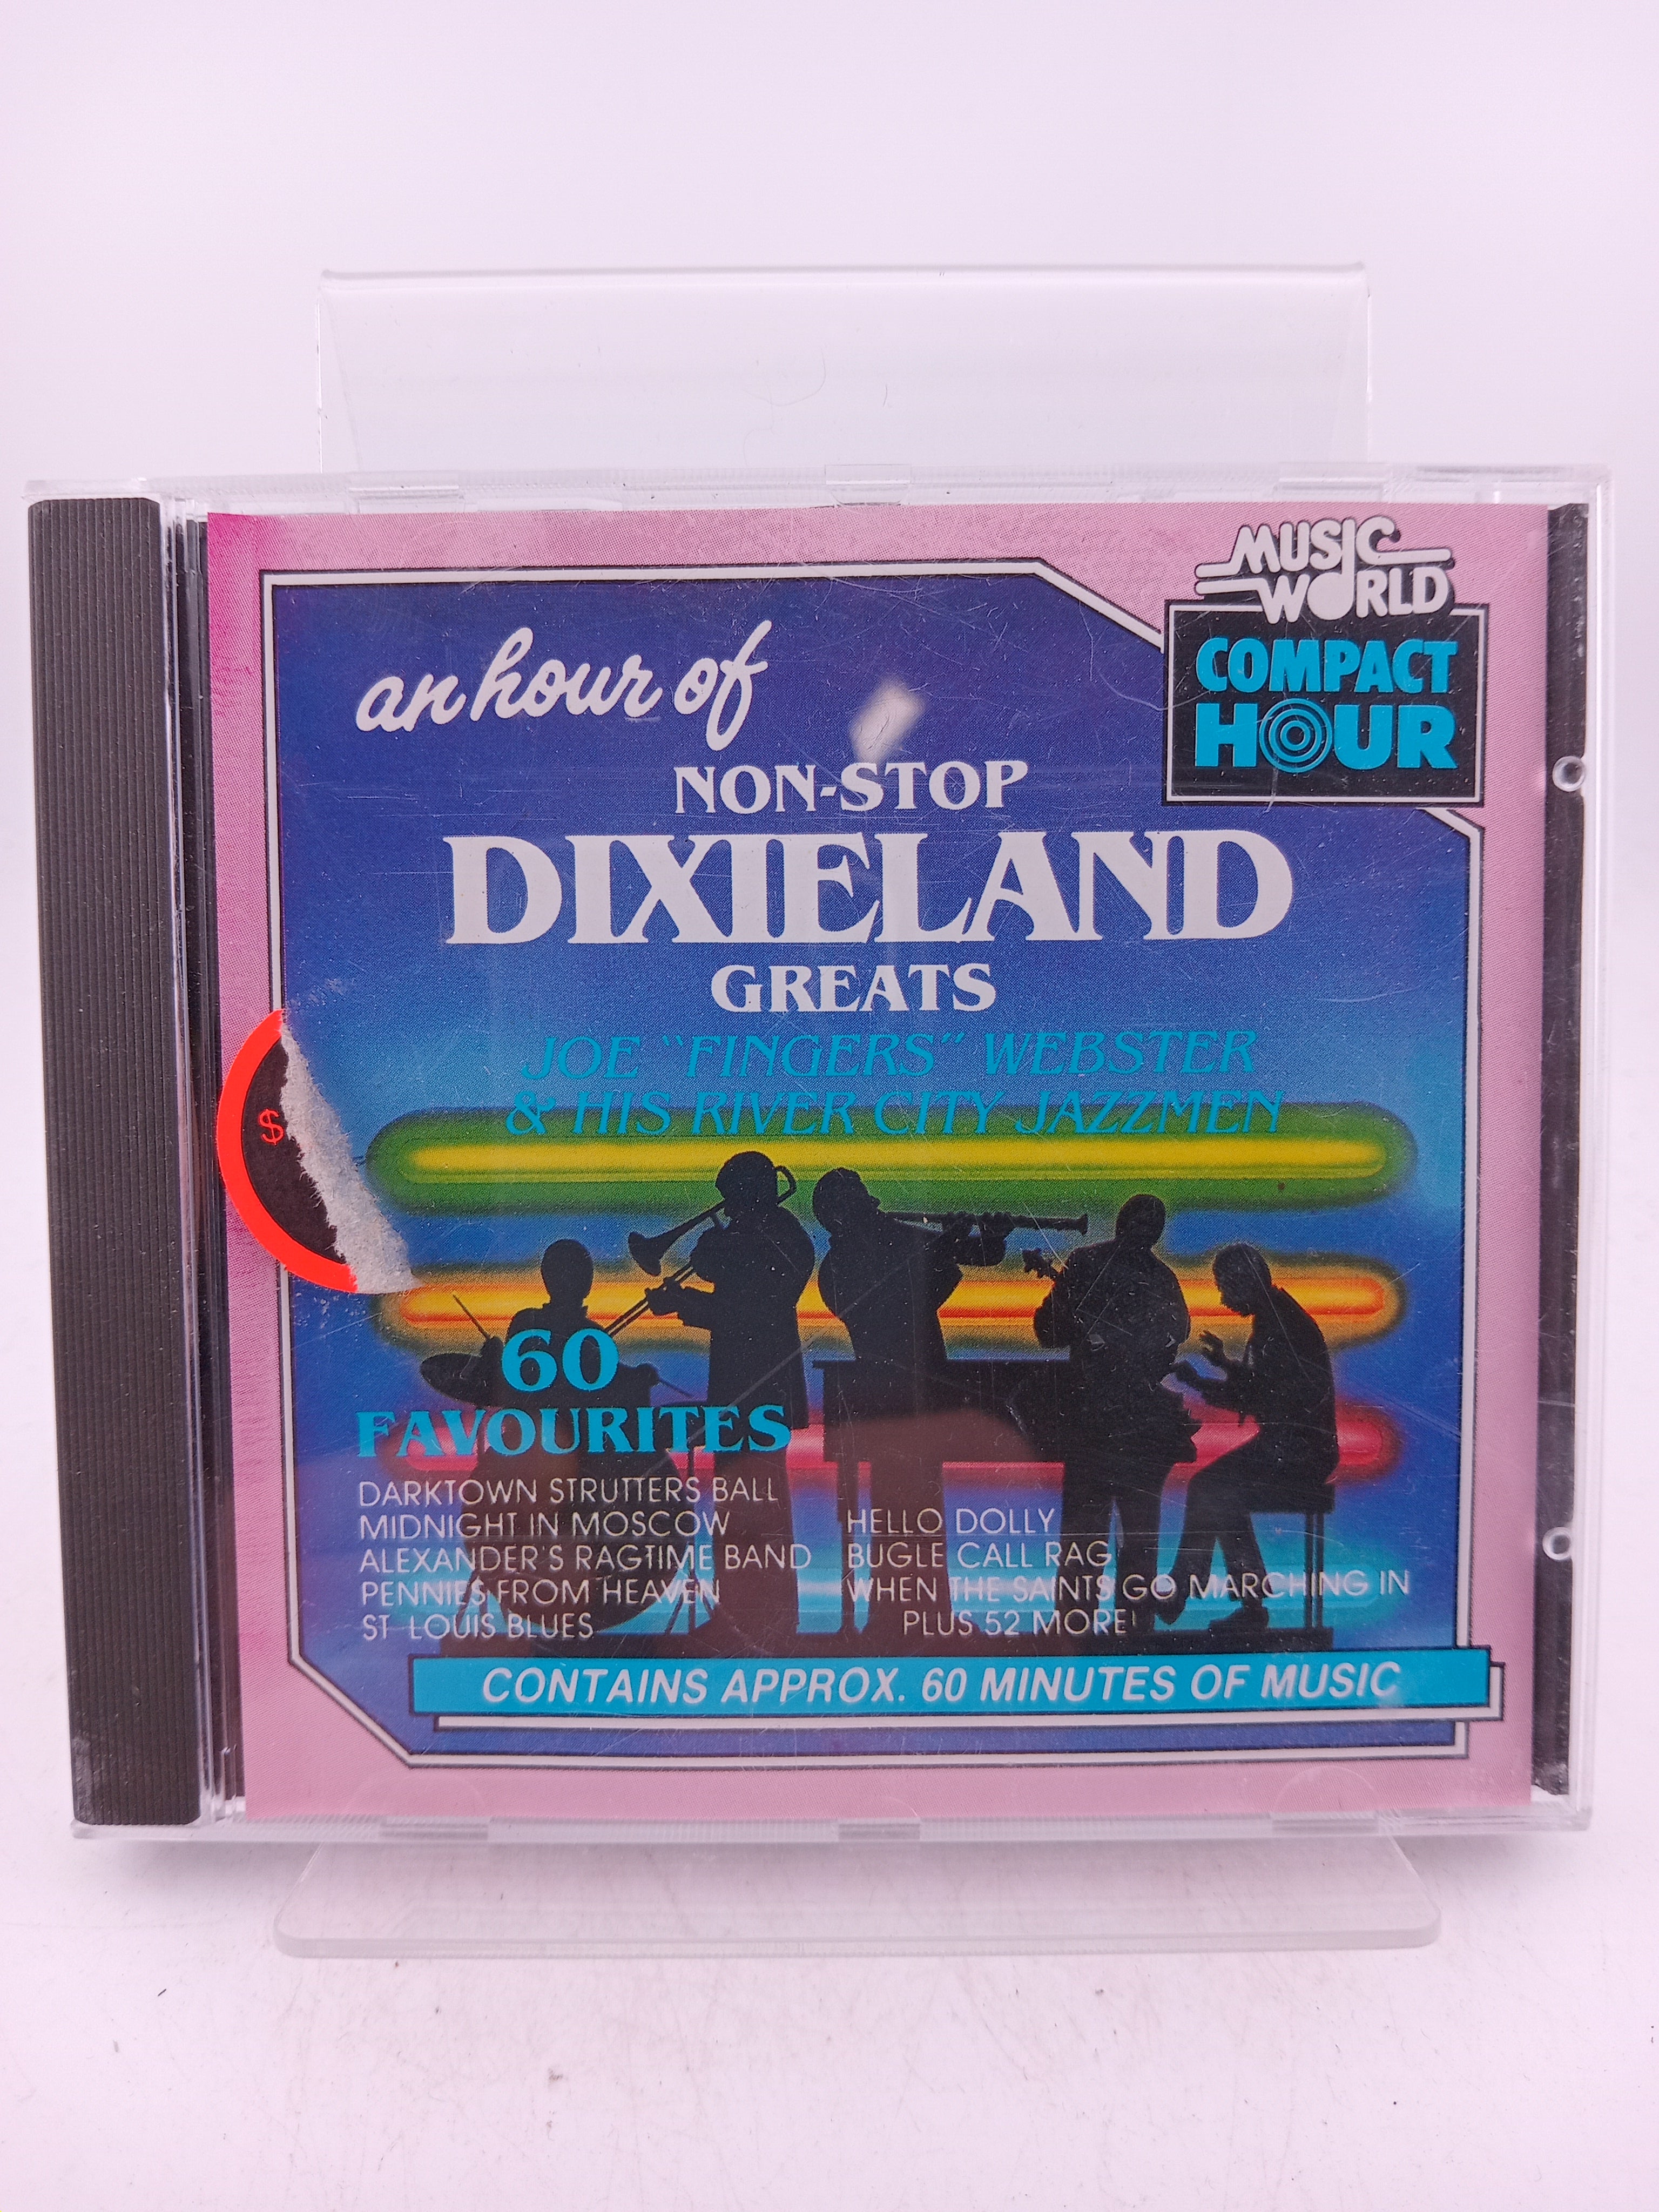 MUSIC
WORLD
COMPACT
HOUR
an hour of
NON-STOP
DIXIELAND
GREATS
JOE "FINGERS" WEBSTER
& HIS RIVER CITY JAZZMEN
$
60
FAVOURITES
DARKTOWN STRUTTERS BALL
MIDNIGHT IN MOSCOW
ALEXANDER'S RAGTIME BAND
PENNIES FROM HEAVEN
ST LOUIS BLUES
HELLO DOLLY
BUGLE CALL RAG
WHEN THE SAINTS GO MARCHING IN
PLUS 52 MORE!
CONTAINS APPROX. 60 MINUTES OF MUSIC